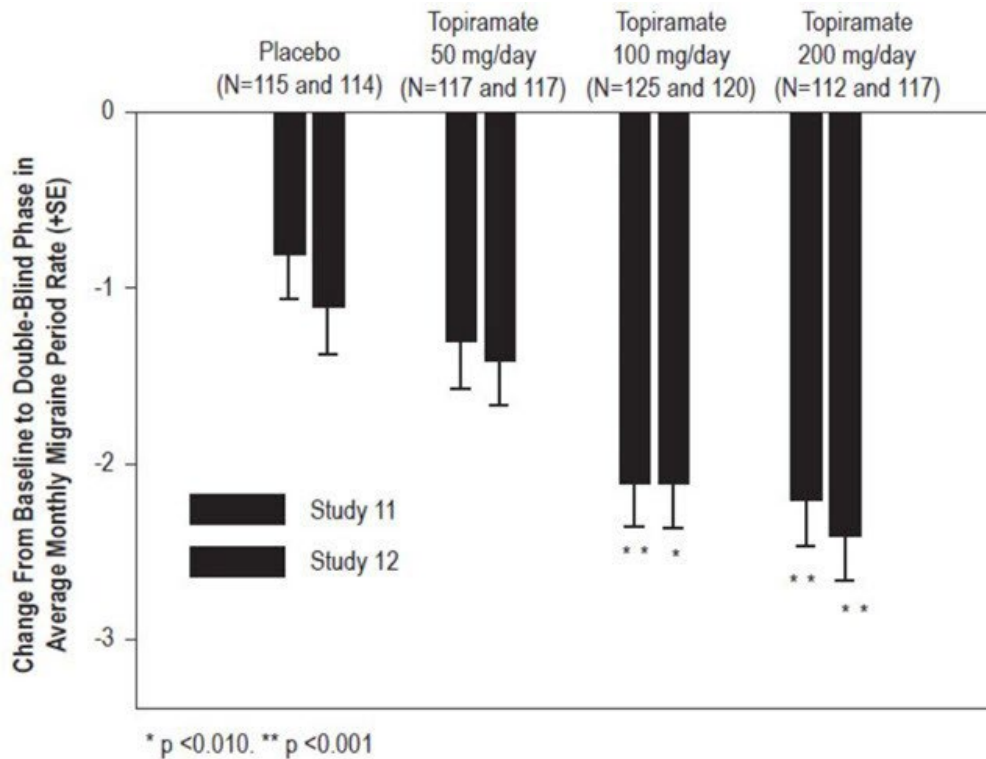 Placebo
(N=115 and 114)
Topiramate
50 mg/day
(N=117 and 117)
Topiramate
100 mg/day
(N=125 and 120)
Topiramate
200 mg/day
(N=112 and 117)
Change From Baseline to Double-Blind Phase in
Average Monthly Migraine Period Rate (+SE)
0
-1
-2
-3
* *
*
* *
* *
Study 11
Study 12
* p <0.010. ** p <0.001